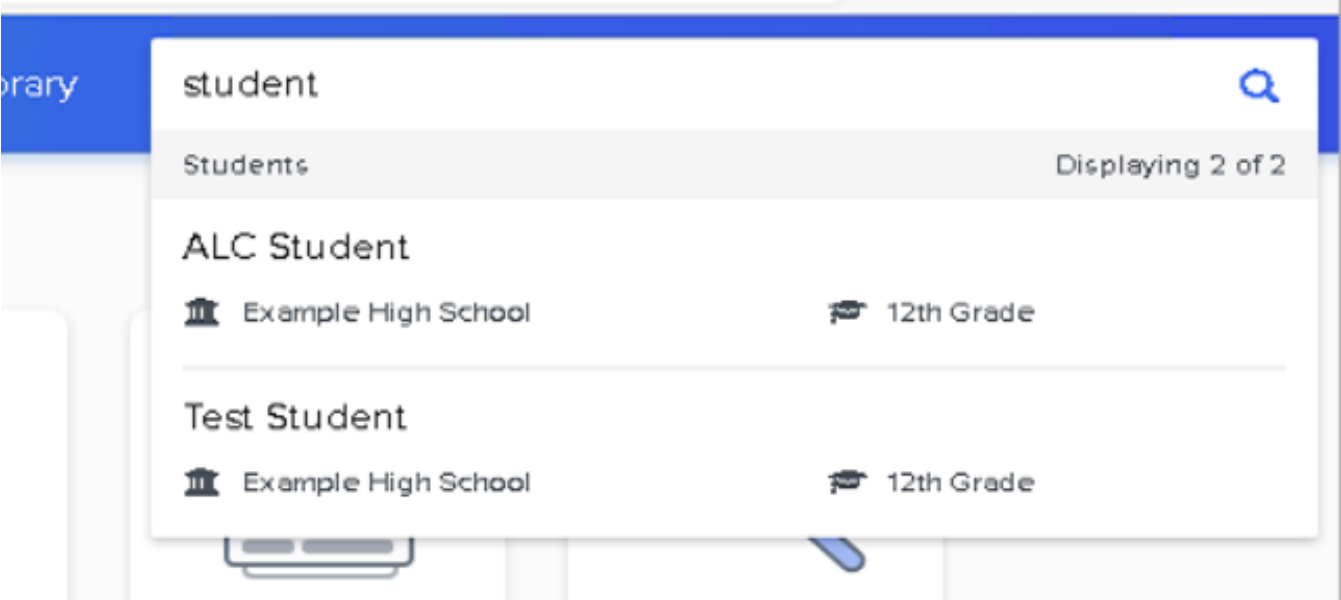 student
Students Displaying 2 of 2
ALC Student
Example High School 12th Grade
Test Student
Example High School 12th Grade